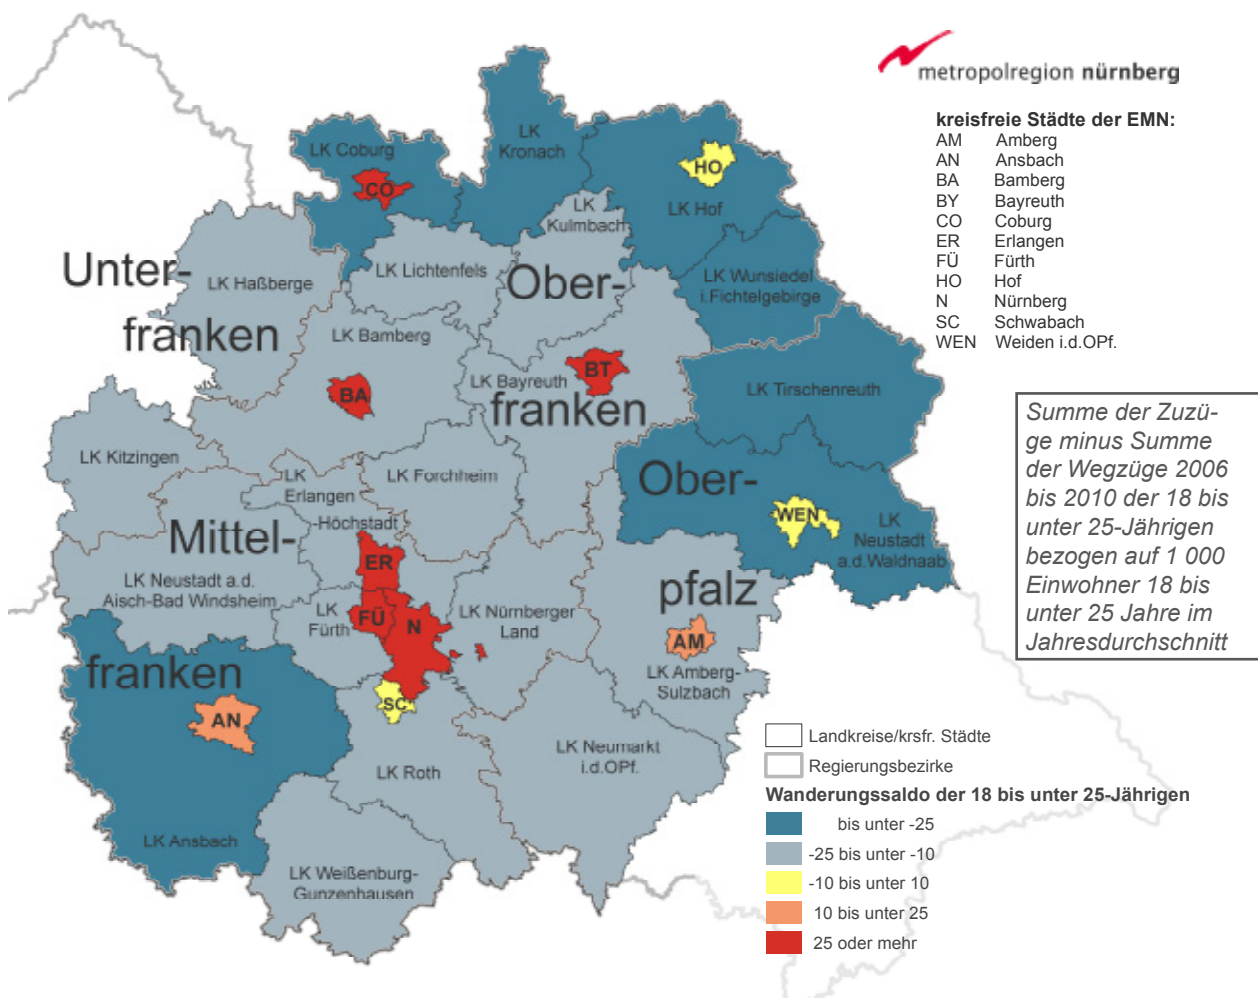 metropolregion nürnberg
kreisfreie Städte der EMN:
AM Amberg
AN Ansbach
BA Bamberg
BY Bayreuth
CO Coburg
ER Erlangen
FÜ Fürth
HO Hof
N Nürnberg
SC Schwabach
WEN Weiden i.d.OPf.
Summe der Zuzü-
ge minus Summe
der Wegzüge 2006
bis 2010 der 18 bis
unter 25-Jährigen
bezogen auf 1 000
Einwohner 18 bis
unter 25 Jahre im
Jahresdurchschnitt
LK Coburg
CO
LK
Kronach
HO
LK Hof
LK
Kulmbach
LK Wunsiedel
i.Fichtelgebirge
LK Lichtenfels
Unter-
franken
LK Haßberge
Ober-
franken
LK Bamberg
BA
LK Bayreuth
BT
LK Tirschenreuth
LK Kitzingen
LK
Erlangen
-Höchstadt
LK Forchheim
Ober-
pfalz
WEN
LK
Neustadt
a.d.Waldnaab
Mittel-
franken
LK Neustadt a.d.
Aisch-Bad Windsheim
ER
FÜ
N
LK
Fürth
LK Nürnberger
Land
AM
LK Amberg-
Sulzbach
SC
AN
LK Neumarkt
i.d.OPf.
LK Roth
LK Ansbach
LK Weißenburg-
Gunzenhausen
Landkreise/krsfr. Städte
Regierungsbezirke
Wanderungssaldo der 18 bis unter 25-Jährigen
bis unter -25
-25 bis unter -10
-10 bis unter 10
10 bis unter 25
25 oder mehr